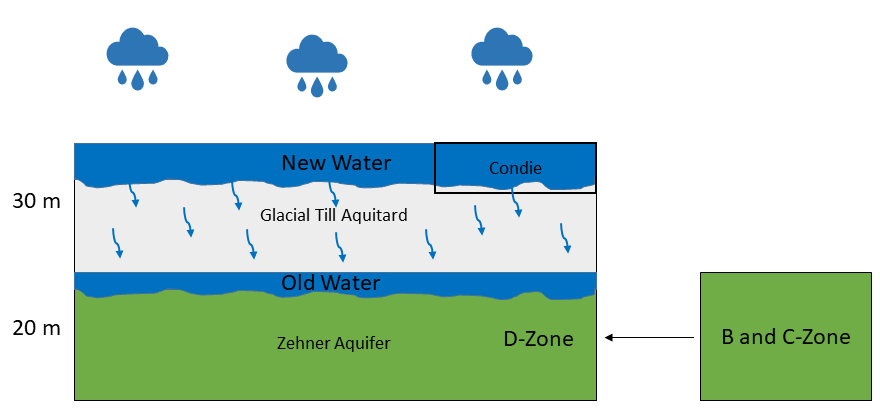 New Water
Condie
30 m
Glacial Till Aquitard
Old Water
20 m
Zehner Aquifer
D-Zone
B and C-Zone